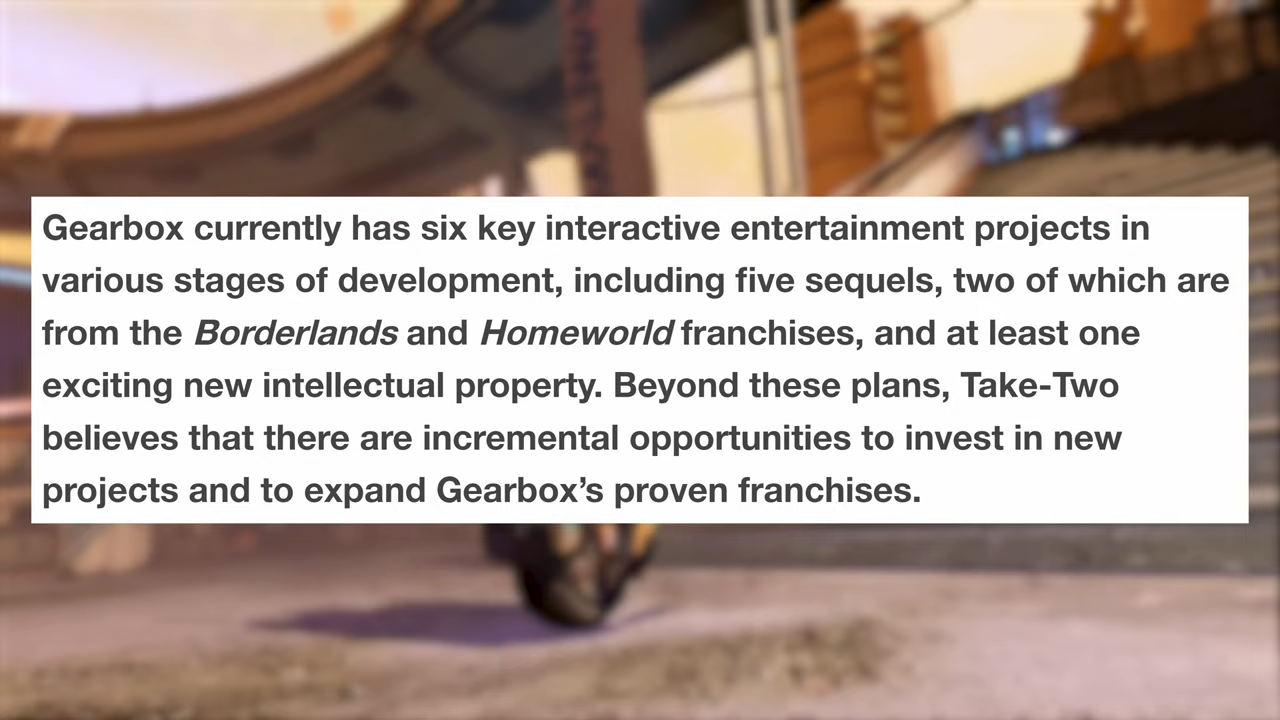 Gearbox currently has six key interactive entertainment projects in
various stages of development, including five sequels, two of which are
from the Borderlands and Homeworld franchises, and at least one
exciting new intellectual property. Beyond these plans, Take-Two
believes that there are incremental opportunities to invest in new
projects and to expand Gearbox’s proven franchises.